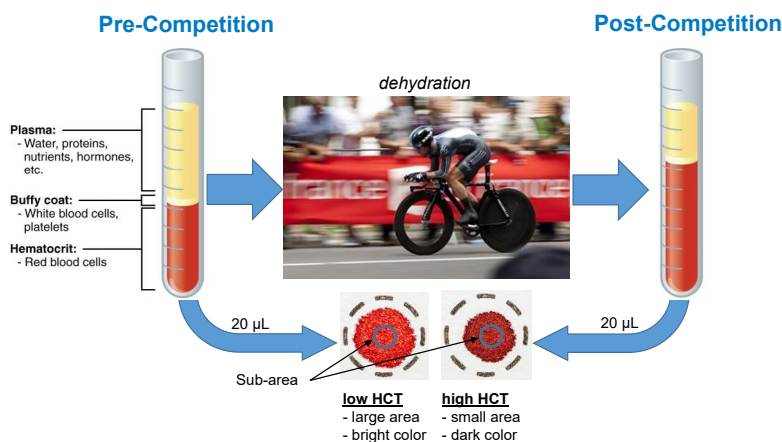 Pre-Competition
Post-Competition
dehydration
Plasma:
- Water, proteins,
nutrients, hormones,
etc.
Buffy coat:
- White blood cells,
platelets
Hematocrit:
- Red blood cells
france
france
20 µL
20 µL
Sub-area
low HCT
- large area
- bright color
high HCT
- small area
- dark color